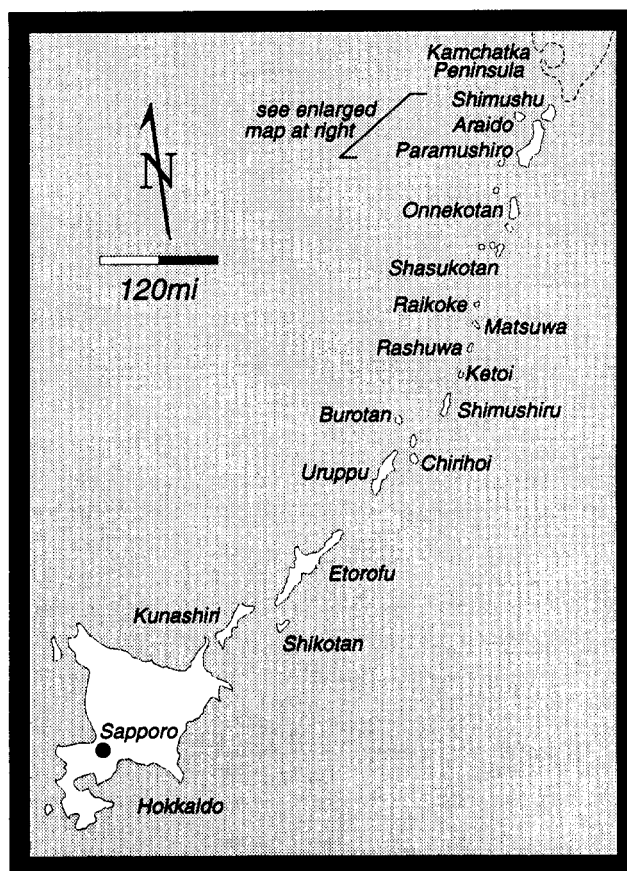 Kamchatka
Peninsula
see enlarged
map at right
Shimushu
Araido
Paramushiro
N
Onnekotan
120mi
Shasukotan
Raikoke
Matsuwa
Rashuwa
Ketoi
Shimushiru
Burotan
Chirihoi
Uruppu
Etorofu
Kunashiri
Shikotan
Sapporo
Hokkaido